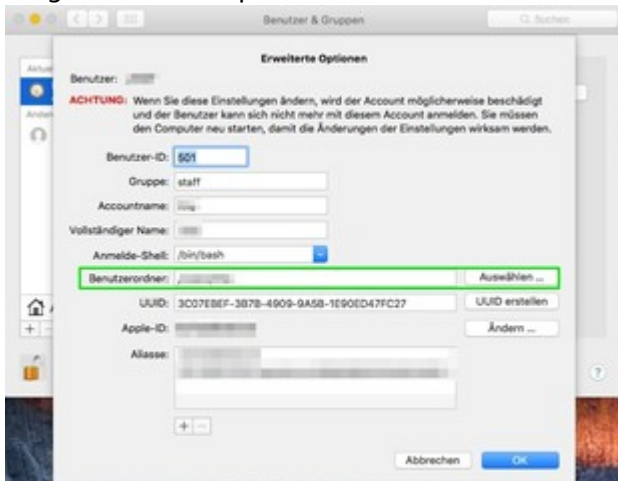 Benutzer & Gruppen
Suchen
Erweiterte Optionen
Benutzer:
ACHTUNG: Wenn Sie diese Einstellungen ändern, wird der Account möglicherweise beschädigt
und der Benutzer kann sich nicht mehr mit diesem Account anmelden. Sie müssen
den Computer neu starten, damit die Änderungen der Einstellungen wirksam werden.
Benutzer-ID: 501
Gruppe: staff
Accountname:
Vollständiger Name:
Anmelde-Shell: /bin/bash
Benutzerordner: Auswählen ...
UUID: 3C07EBEF-3B7B-4909-9A5B-1E90ED47FC27 UUID erstellen
Apple-ID: Ändern ...
Aliasse:
+ −
Abbrechen OK